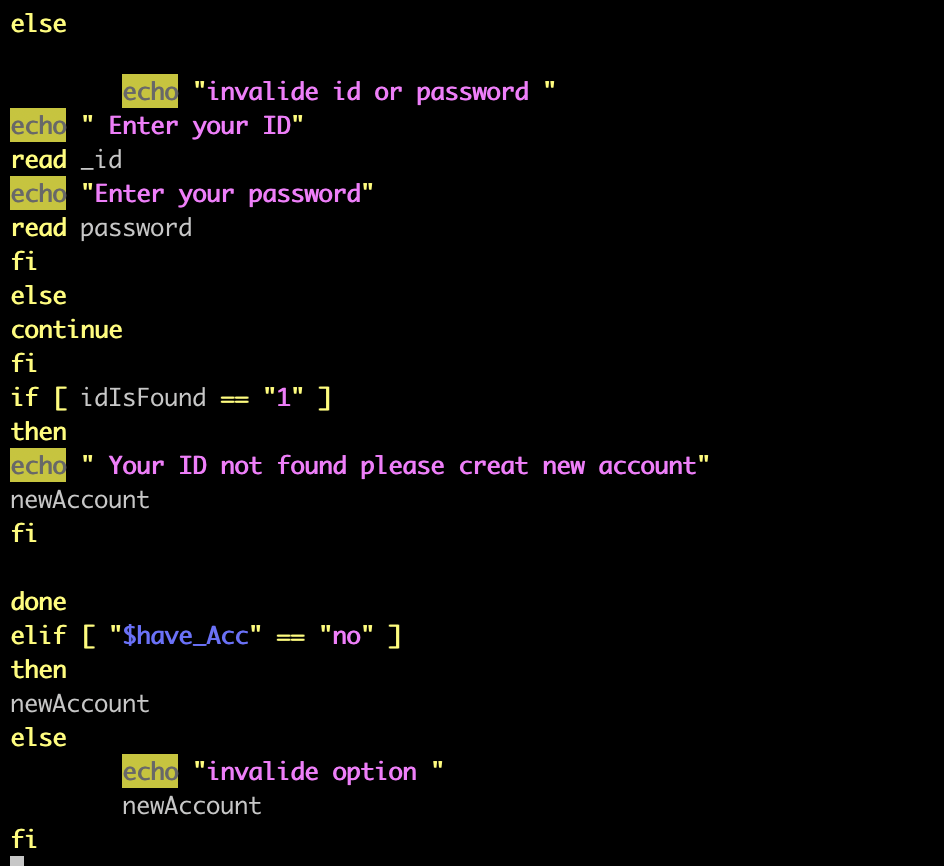 else
echo "invalide id or password "
echo " Enter your ID"
read _id
echo "Enter your password"
read password
fi
else
continue
fi
if [ idIsFound == "1" ]
then
echo " Your ID not found please creat new account"
newAccount
fi
done
elif [ "$have_Acc" == "no" ]
then
newAccount
else
echo "invalide option "
newAccount
fi